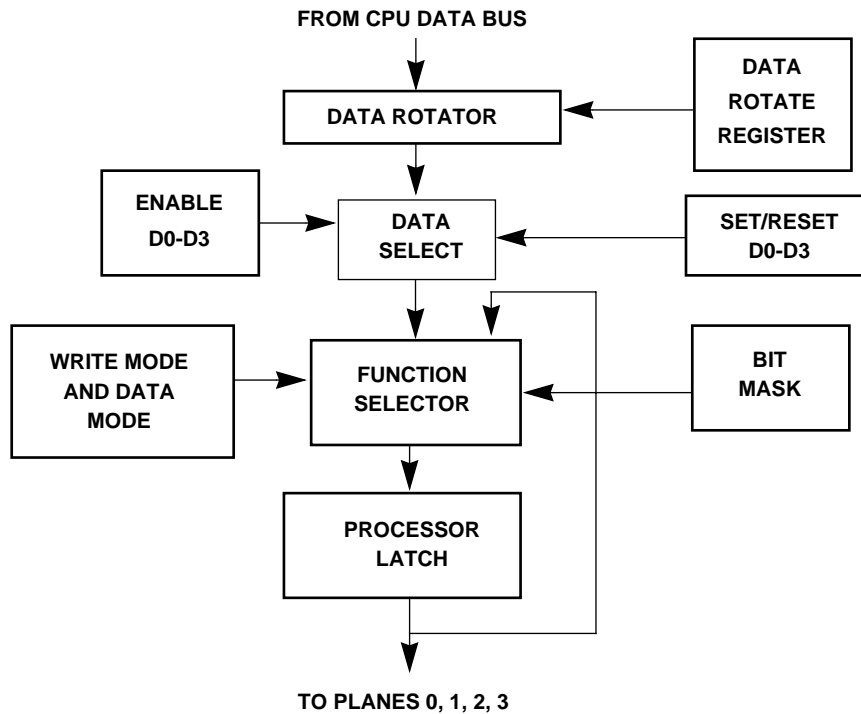 FROM CPU DATA BUS
DATA ROTATOR
DATA
ROTATE
REGISTER
ENABLE
D0-D3
DATA
SELECT
SET/RESET
D0-D3
WRITE MODE
AND DATA
MODE
FUNCTION
SELECTOR
BIT
MASK
PROCESSOR
LATCH
TO PLANES 0, 1, 2, 3